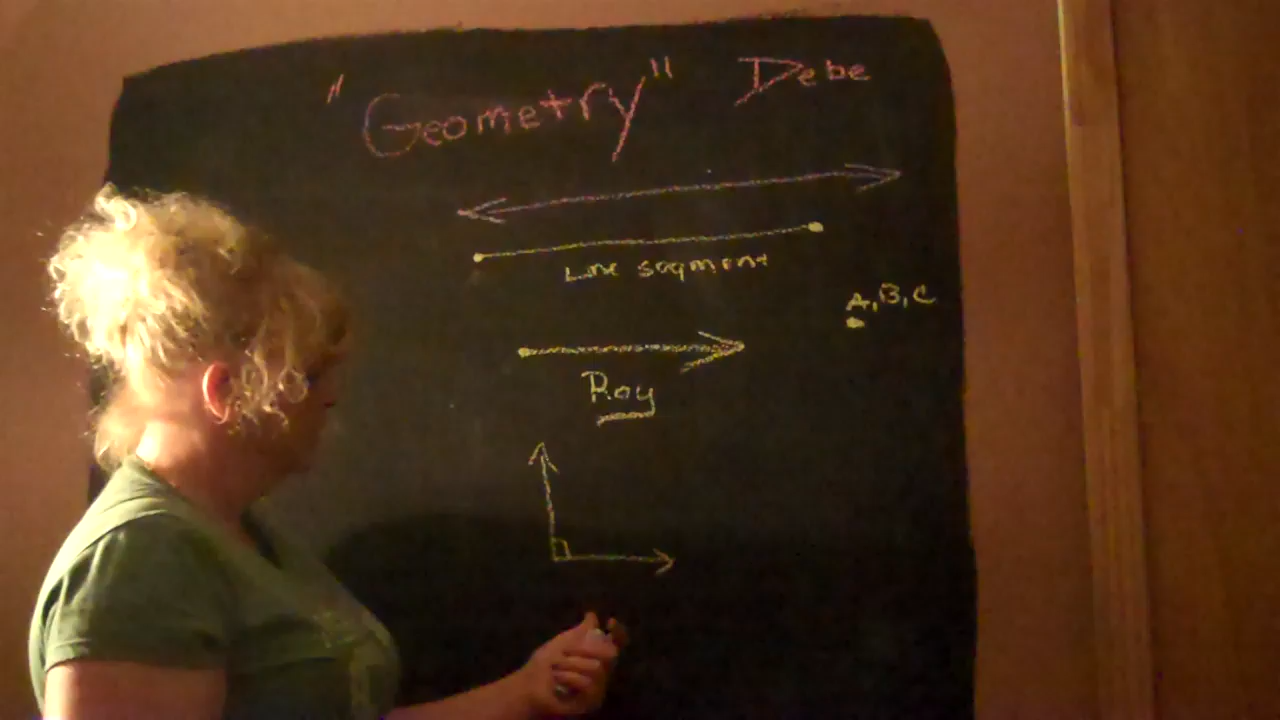 "Geometry" Debe
Line segment
A, B, C
Ray